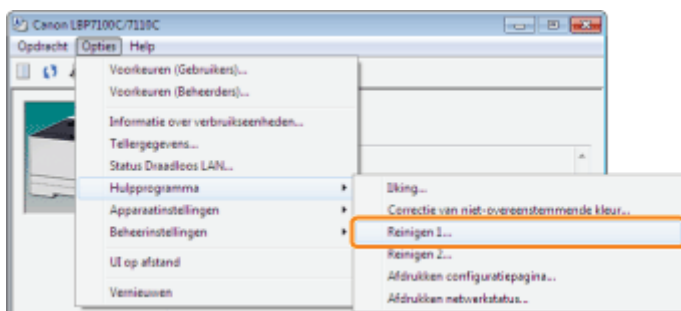 Canon LBP7100C/7110C
Opdracht Opties Help
Voorkeuren (Gebruikers)...
Voorkeuren (Beheerders)...
Informatie over verbruikseenheden...
Tellergegevens...
Status Draadloos LAN...
Hulpprogramma
Apparaatinstellingen
Beheerinstellingen
UI op afstand
Vernieuwen
IJking...
Correctie van niet-overeenstemmende kleur...
Reinigen 1...
Reinigen 2...
Afdrukken configuratiepagina...
Afdrukken netwerkstatus...